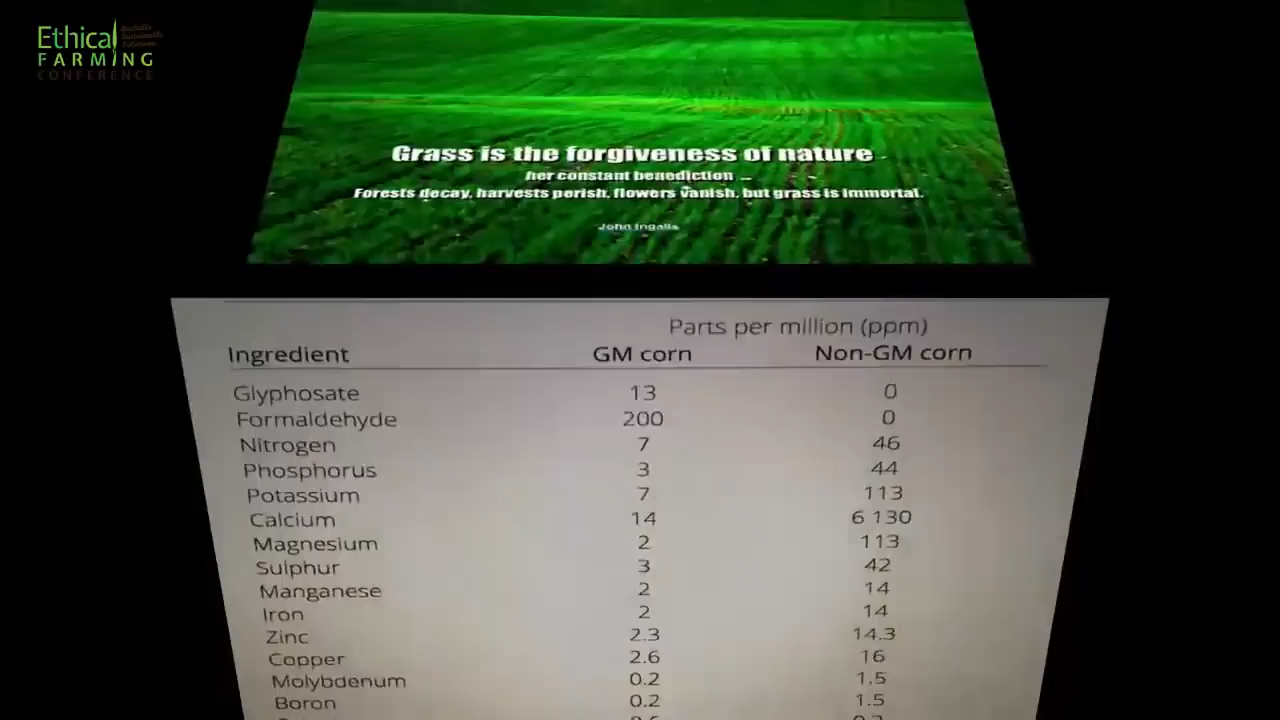 Ethical
Holistic
Sustainable
Solutions
FARMING
CONFERENCE
Grass is the forgiveness of nature
her constant benediction ...
Forests decay, harvests perish, flowers vanish, but grass is immortal.
John Ingalls
Parts per million (ppm)
Ingredient GM corn Non-GM corn
Glyphosate 13 0
Formaldehyde 200 0
Nitrogen 7 46
Phosphorus 3 44
Potassium 7 113
Calcium 14 6 130
Magnesium 2 113
Sulphur 3 42
Manganese 2 14
Iron 2 14
Zinc 2.3 14.3
Copper 2.6 16
Molybdenum 0.2 1.5
Boron 0.2 1.5